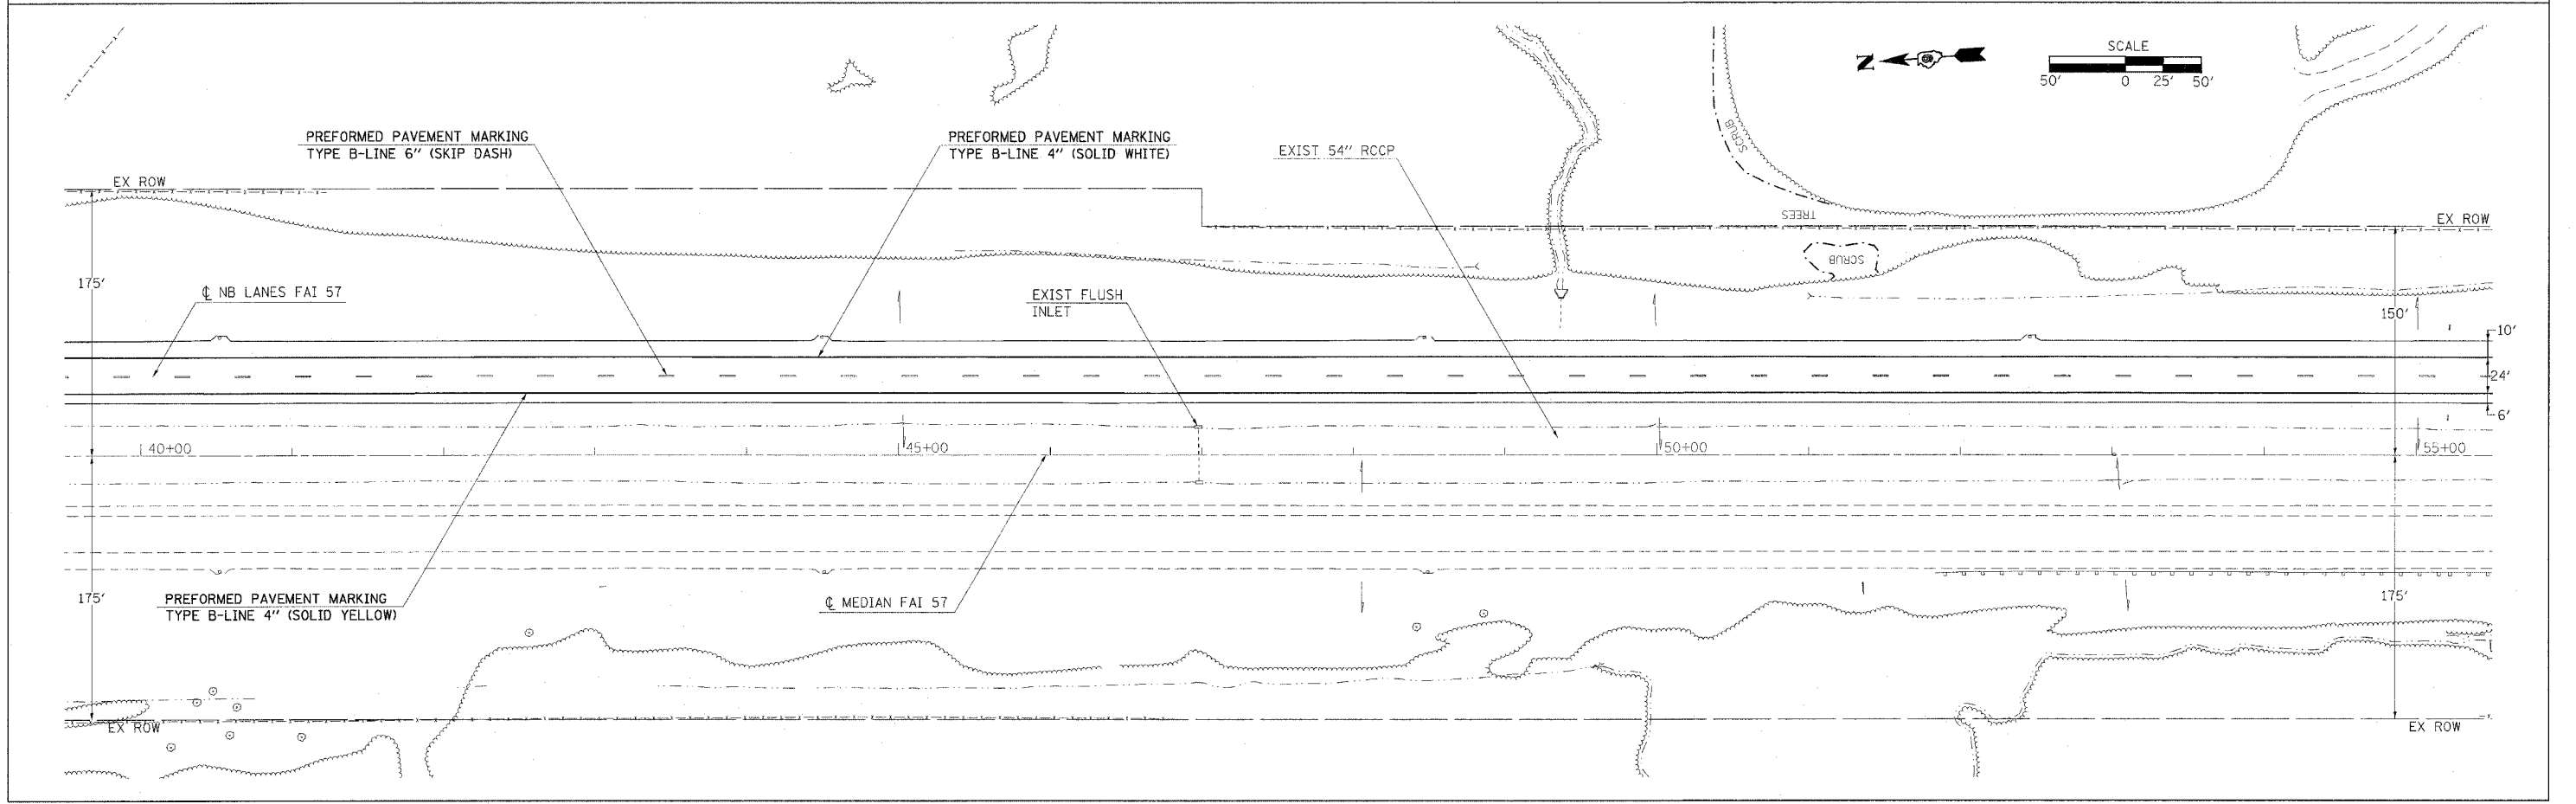 N
SCALE
50' 0 25' 50'
SCRUB
PREFORMED PAVEMENT MARKING
TYPE B-LINE 6" (SKIP DASH)
PREFORMED PAVEMENT MARKING
TYPE B-LINE 4" (SOLID WHITE)
EXIST 54" RCCP
EX ROW
TREES
EX ROW
SCRUB
175'
℄ NB LANES FAI 57
EXIST FLUSH
INLET
150'
10'
24'
6'
40+00
45+00
50+00
55+00
175'
PREFORMED PAVEMENT MARKING
TYPE B-LINE 4" (SOLID YELLOW)
℄ MEDIAN FAI 57
175'
EX ROW
EX ROW